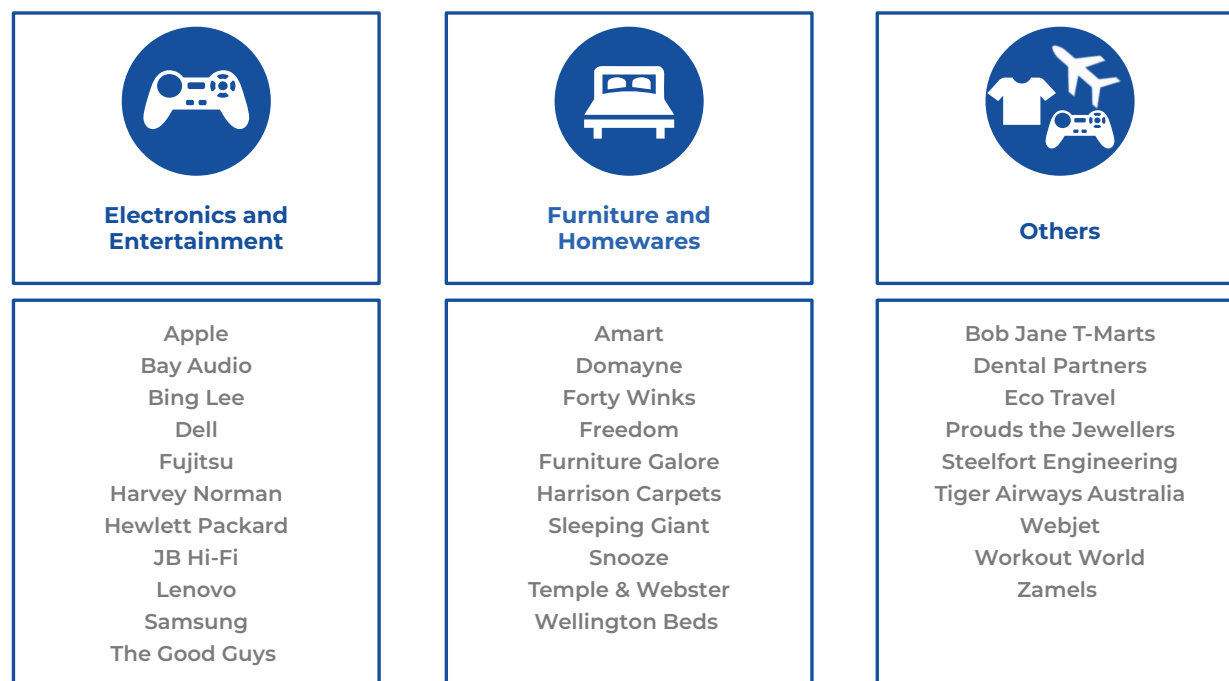 Electronics and
Entertainment
Apple
Bay Audio
Bing Lee
Dell
Fujitsu
Harvey Norman
Hewlett Packard
JB Hi-Fi
Lenovo
Samsung
The Good Guys
Furniture and
Homewares
Amart
Domayne
Forty Winks
Freedom
Furniture Galore
Harrison Carpets
Sleeping Giant
Snooze
Temple & Webster
Wellington Beds
Others
Bob Jane T-Marts
Dental Partners
Eco Travel
Prouds the Jewellers
Steelfort Engineering
Tiger Airways Australia
Webjet
Workout World
Zamels